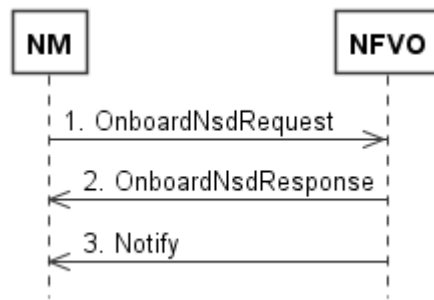 NM
NFVO
1. OnboardNsdRequest
2. OnboardNsdResponse
3. Notify